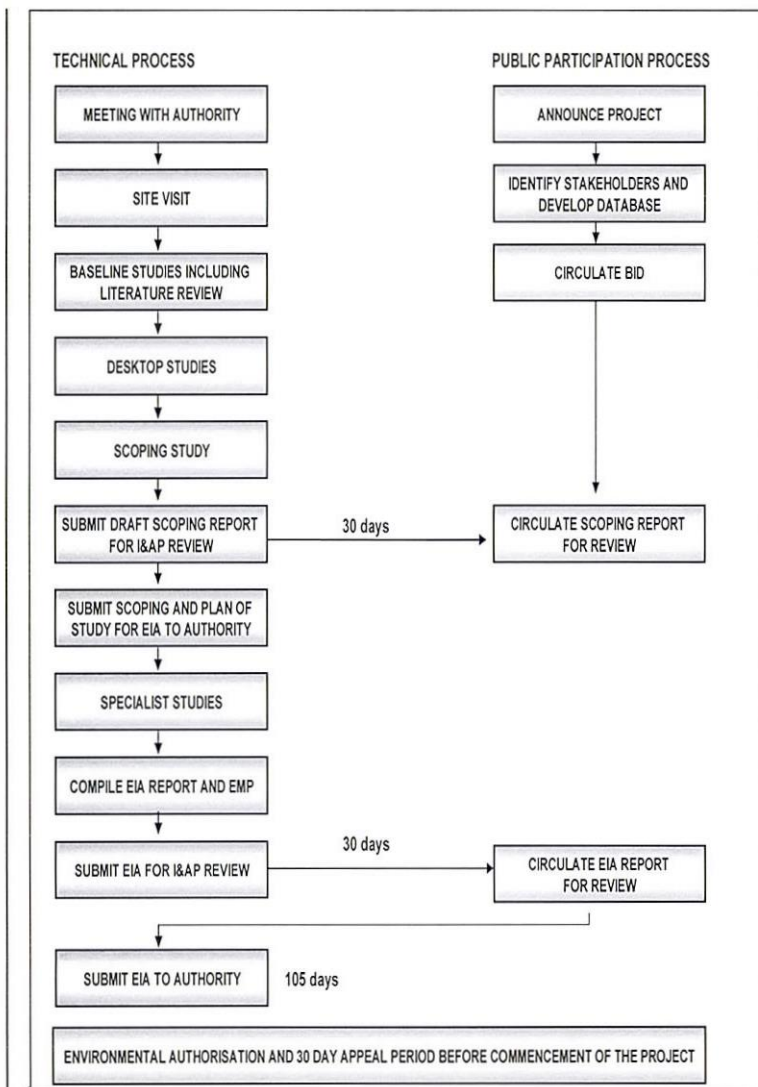 TECHNICAL PROCESS
PUBLIC PARTICIPATION PROCESS
MEETING WITH AUTHORITY
ANNOUNCE PROJECT
SITE VISIT
IDENTIFY STAKEHOLDERS AND
DEVELOP DATABASE
BASELINE STUDIES INCLUDING
LITERATURE REVIEW
CIRCULATE BID
DESKTOP STUDIES
SCOPING STUDY
SUBMIT DRAFT SCOPING REPORT
FOR I&AP REVIEW
30 days
CIRCULATE SCOPING REPORT
FOR REVIEW
SUBMIT SCOPING AND PLAN OF
STUDY FOR EIA TO AUTHORITY
SPECIALIST STUDIES
COMPILE EIA REPORT AND EMP
SUBMIT EIA FOR I&AP REVIEW
30 days
CIRCULATE EIA REPORT
FOR REVIEW
SUBMIT EIA TO AUTHORITY
105 days
ENVIRONMENTAL AUTHORISATION AND 30 DAY APPEAL PERIOD BEFORE COMMENCEMENT OF THE PROJECT